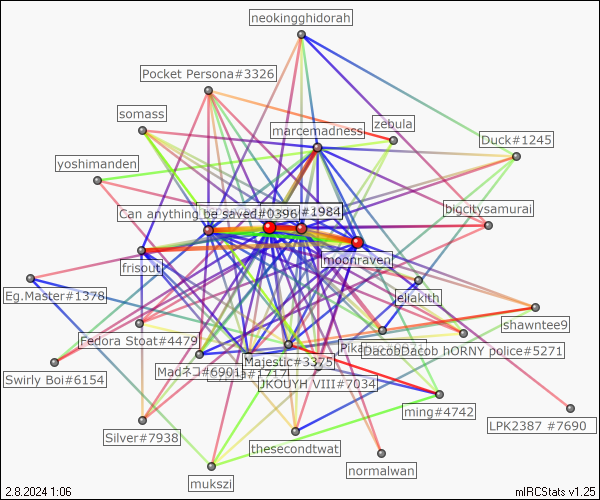 neokingghidorah
Pocket Persona#3326
somass
zebula
marcemadness
Duck#1245
yoshimanden
bigcitysamurai
Can anything be saved#0396
#1984
moonraven
frisout
jeliakith
Eg.Master#1378
shawntee9
Fedora Stoat#4479
DacobDacob hORNY police#5271
Majestic#3375
Madネコ#6901
a#1717
Swirly Boi#6154
JKOUYH VIII#7034
ming#4742
LPK2387 #7690
Silver#7938
thesecondtwat
normalwan
mukszi
2.8.2024 1:06
mIRCStats v1.25